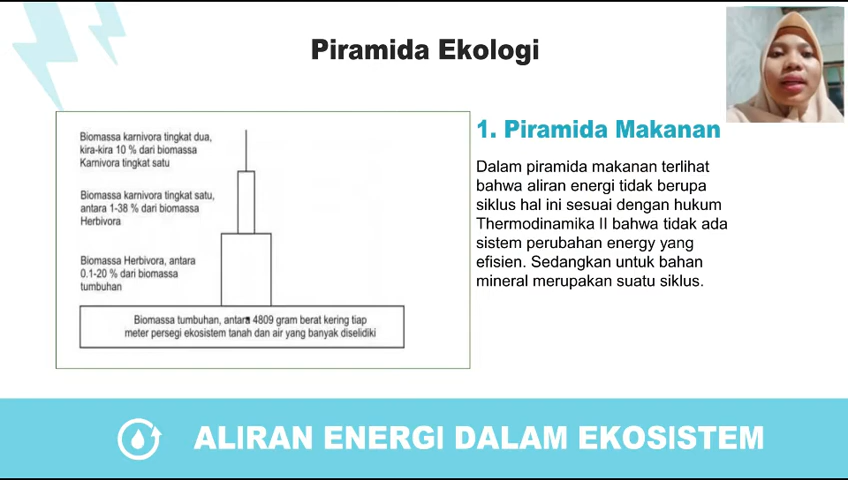 Piramida Ekologi
Biomassa karnivora tingkat dua,
kira-kira 10 % dari biomassa
Karnivora tingkat satu
Biomassa karnivora tingkat satu,
antara 1-38 % dari biomassa
Herbivora
Biomassa Herbivora, antara
0.1-20 % dari biomassa
tumbuhan
Biomassa tumbuhan, antara 4809 gram berat kering tiap
meter persegi ekosistem tanah dan air yang banyak diselidiki
1. Piramida Makanan
Dalam piramida makanan terlihat
bahwa aliran energi tidak berupa
siklus hal ini sesuai dengan hukum
Thermodinamika II bahwa tidak ada
sistem perubahan energy yang
efisien. Sedangkan untuk bahan
mineral merupakan suatu siklus.
ALIRAN ENERGI DALAM EKOSISTEM